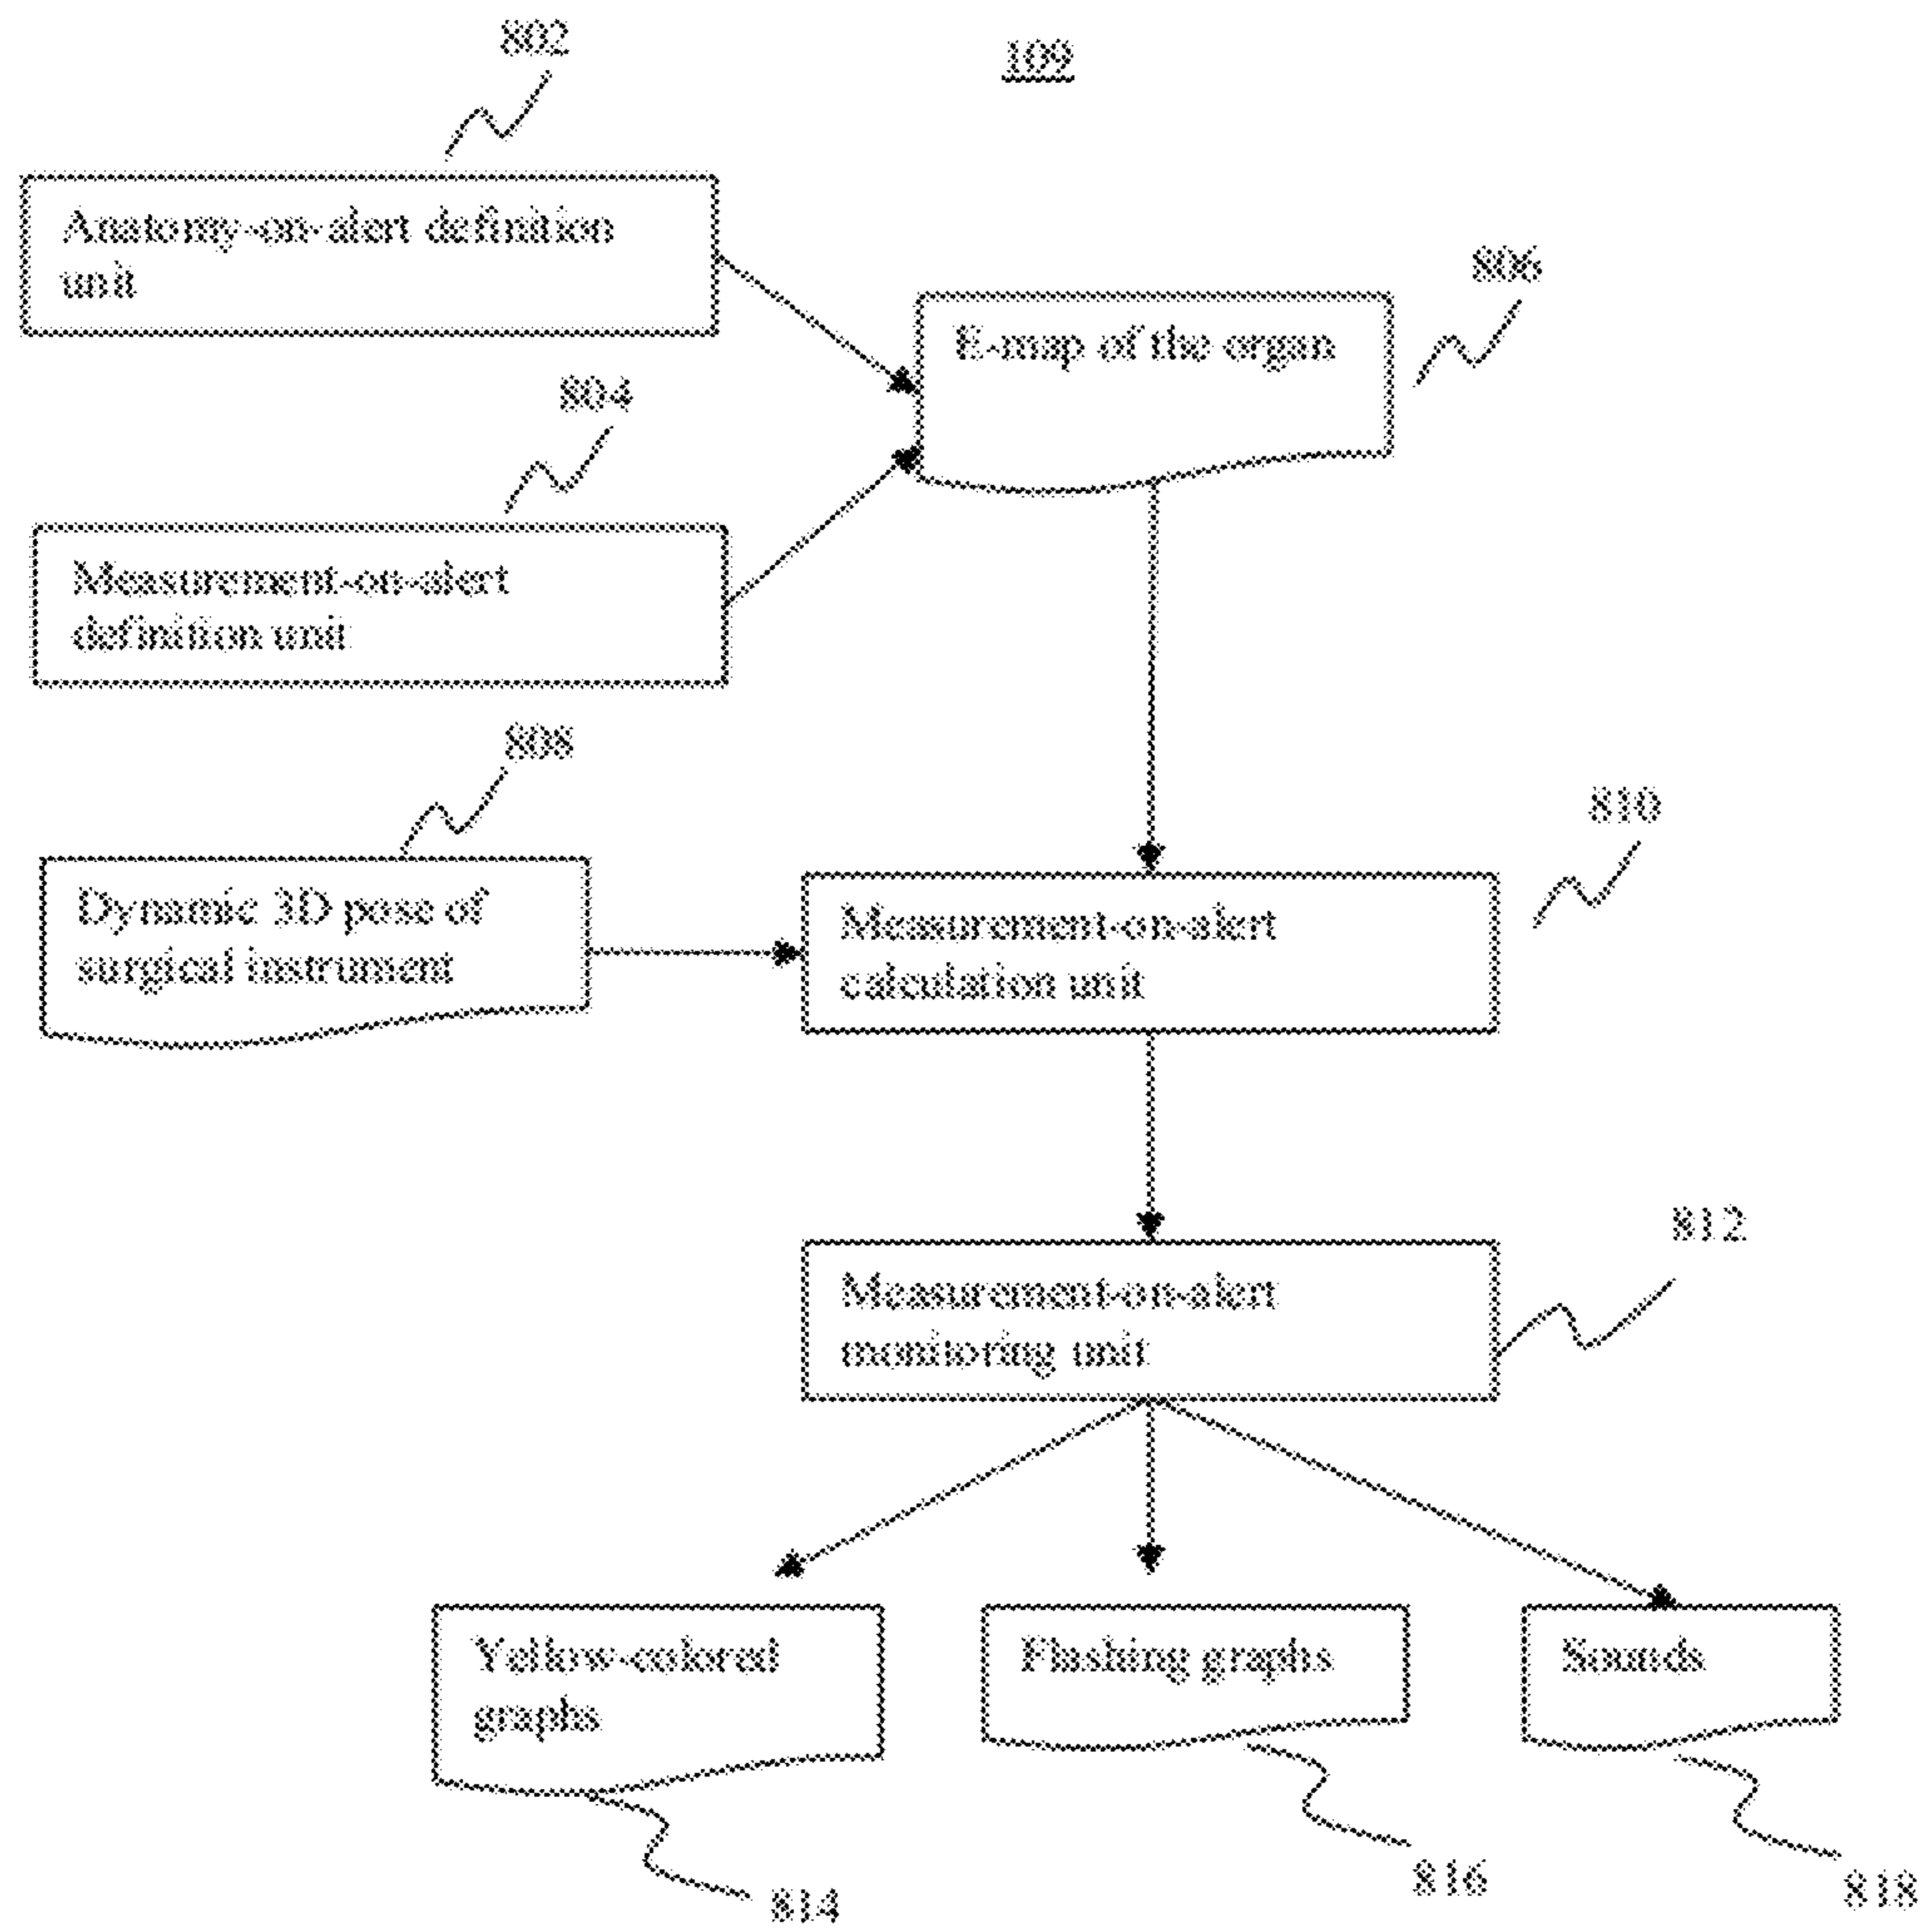 802
109
Anatomy-on-alert definition
unit
806
E-map of the organ
804
Measurement-on-alert
definition unit
808
810
Dynamic 3D pose of
surgical instrument
Measurement-on-alert
calculation unit
812
Measurement-on-alert
monitoring unit
Yellow-colored
graphs
Flashing graphs
Sounds
814
816
818